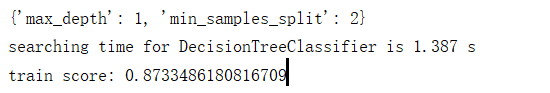 {'max_depth': 1, 'min_samples_split': 2}
searching time for DecisionTreeClassifier is 1.387 s
train score: 0.8733486180816709